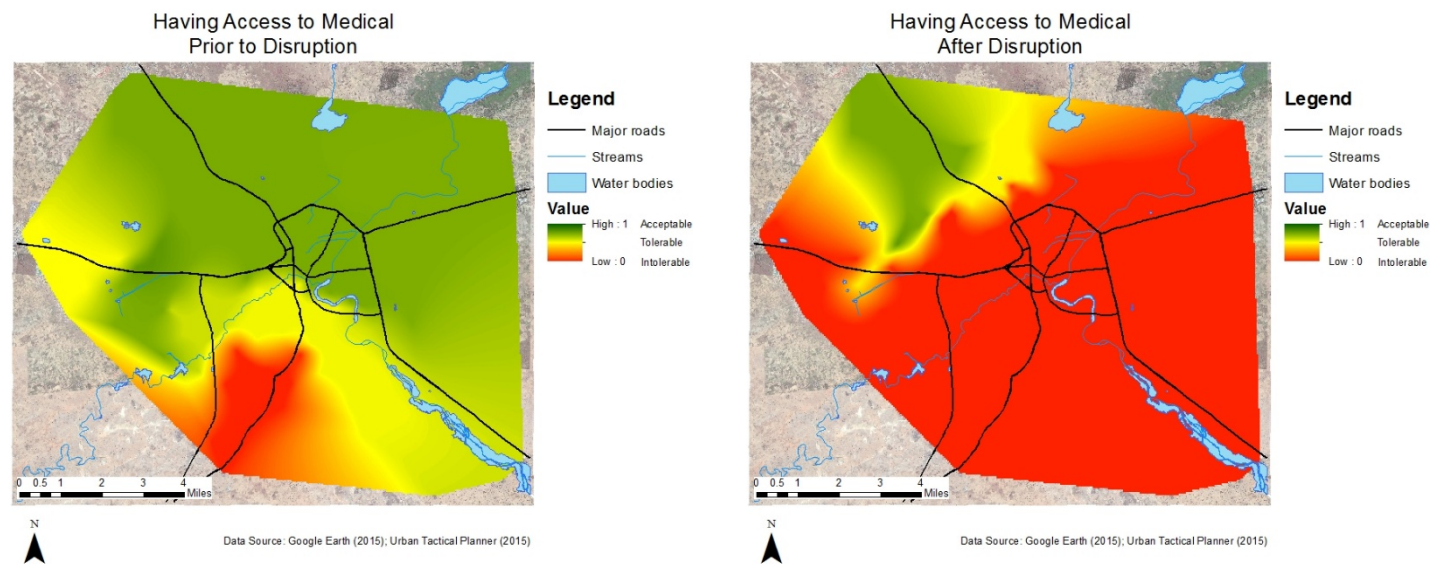 Having Access to Medical
Prior to Disruption
Legend
Major roads
Streams
Water bodies
Value
High : 1 Acceptable
Tolerable
Low : 0 Intolerable
0 0.5 1 2 3 4
Miles
N
Data Source: Google Earth (2015); Urban Tactical Planner (2015)
Having Access to Medical
After Disruption
Legend
Major roads
Streams
Water bodies
Value
High : 1 Acceptable
Tolerable
Low : 0 Intolerable
0 0.5 1 2 3 4
Miles
N
Data Source: Google Earth (2015); Urban Tactical Planner (2015)